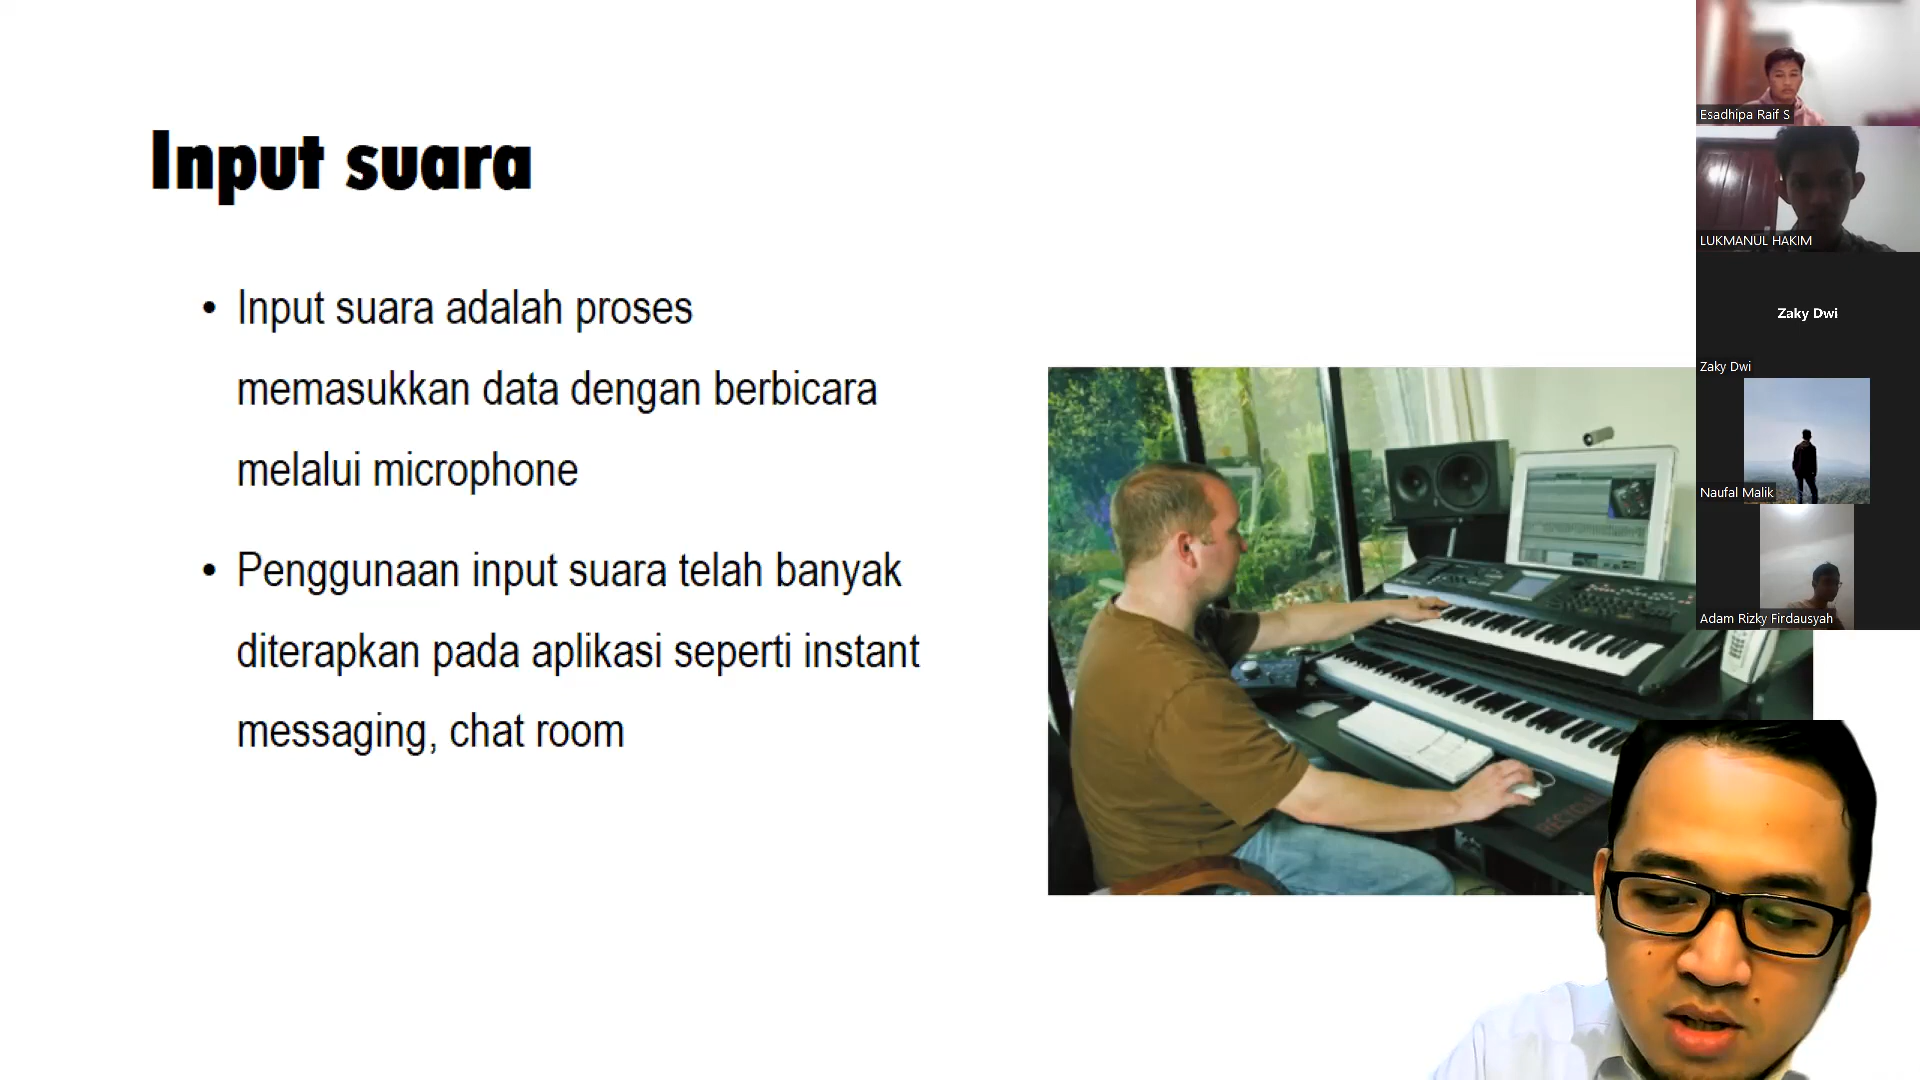 Input suara
• Input suara adalah proses
memasukkan data dengan berbicara
melalui microphone
• Penggunaan input suara telah banyak
diterapkan pada aplikasi seperti instant
messaging, chat room
Esadhipa Raif S
LUKMANUL HAKIM
Zaky Dwi
Zaky Dwi
Naufal Malik
Adam Rizky Firdausyah